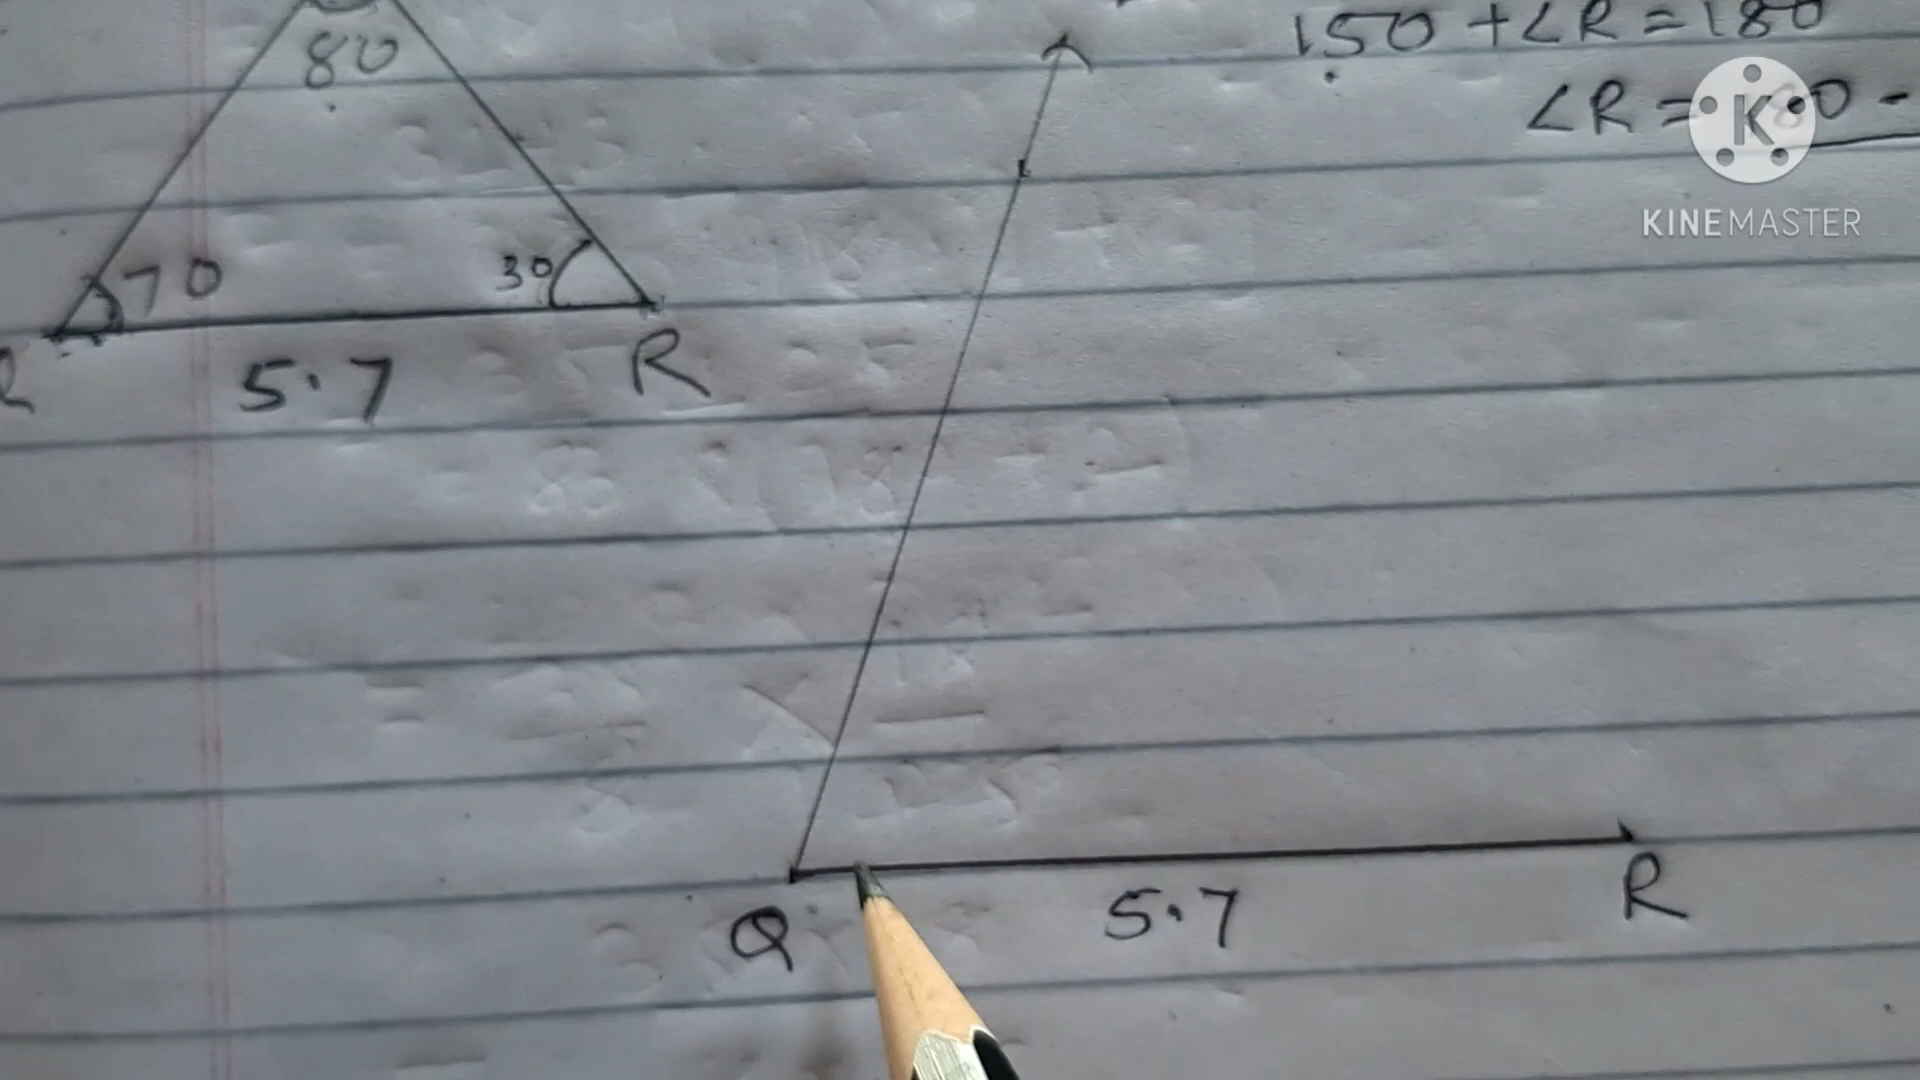 80
150 + ∠R = 180
∠R = 180 -
KINEMASTER
70
30
5.7
R
Q
5.7
R